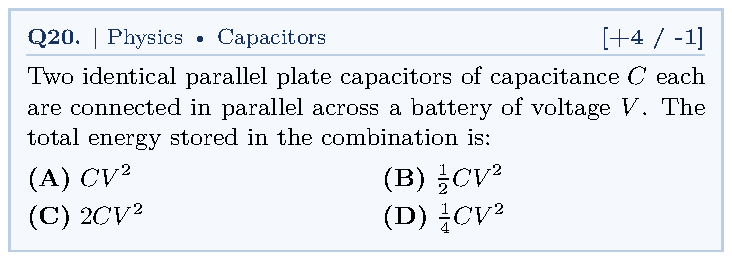 Q20. | Physics • Capacitors [+4 / -1]
Two identical parallel plate capacitors of capacitance C each
are connected in parallel across a battery of voltage V. The
total energy stored in the combination is:
(A) CV² (B) ½CV²
(C) 2CV² (D) ¼CV²